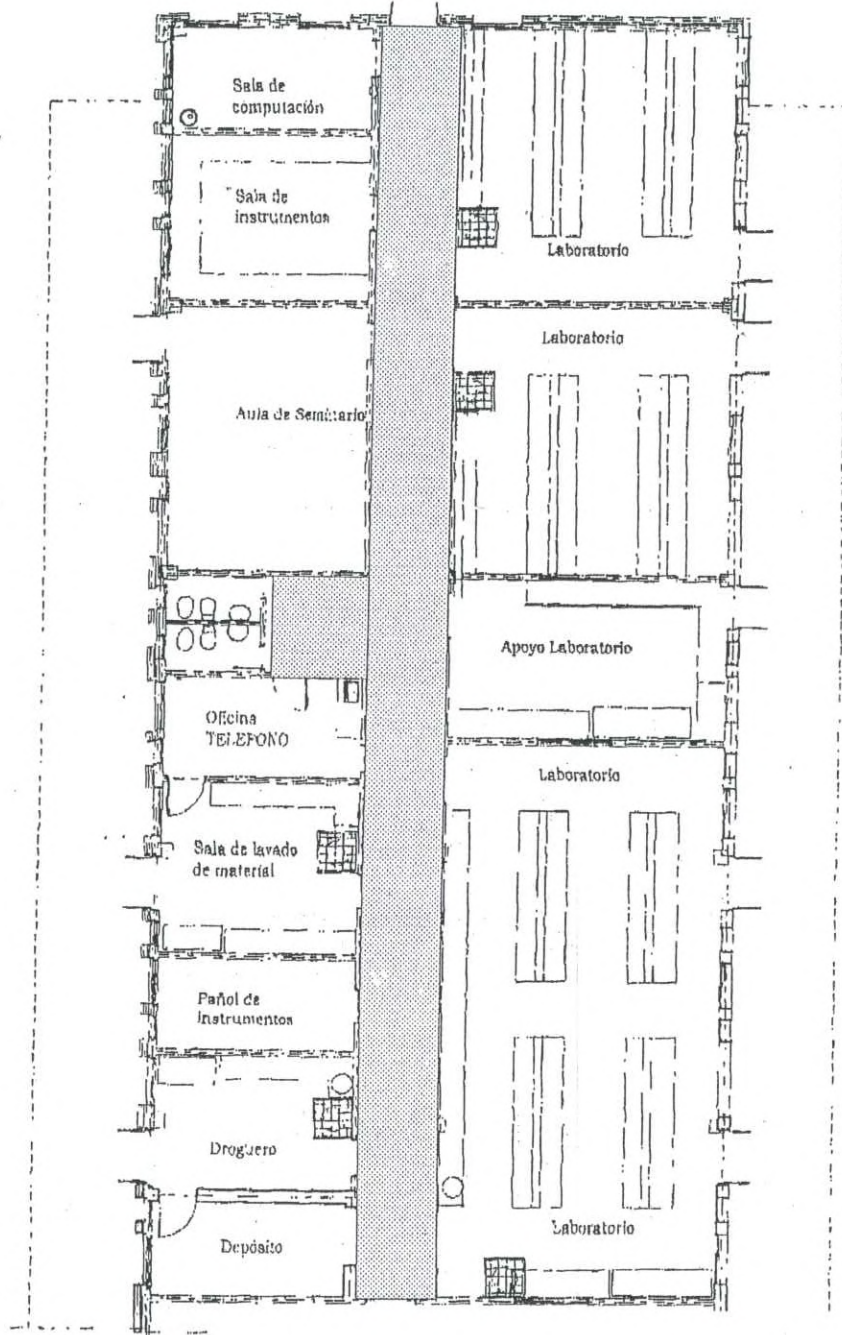 Sala de
computación
Sala de
instrumentos
Laboratorio
Laboratorio
Aula de Seminario
Apoyo Laboratorio
Oficina
TELEFONO
Laboratorio
Sala de lavado
de material
Pañol de
Instrumentos
Droguero
Laboratorio
Depósito